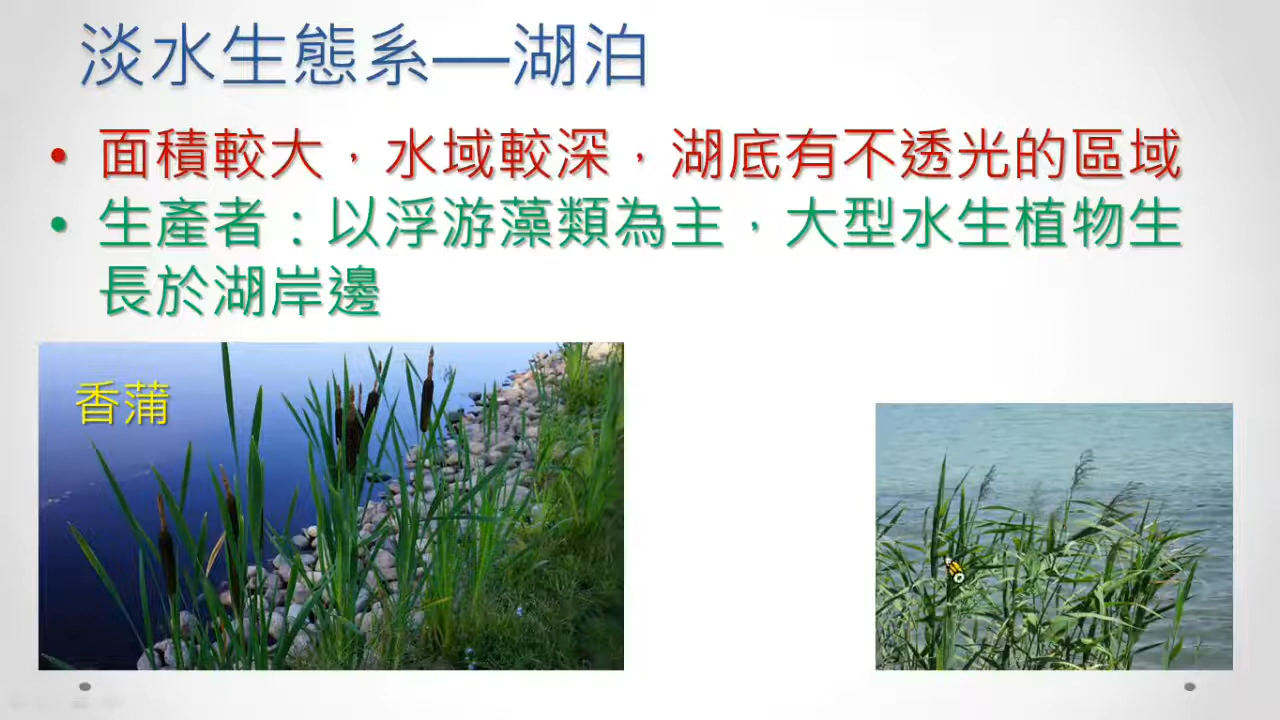 淡水生態系—湖泊
• 面積較大，水域較深，湖底有不透光的區域
• 生產者：以浮游藻類為主，大型水生植物生
長於湖岸邊
香蒲